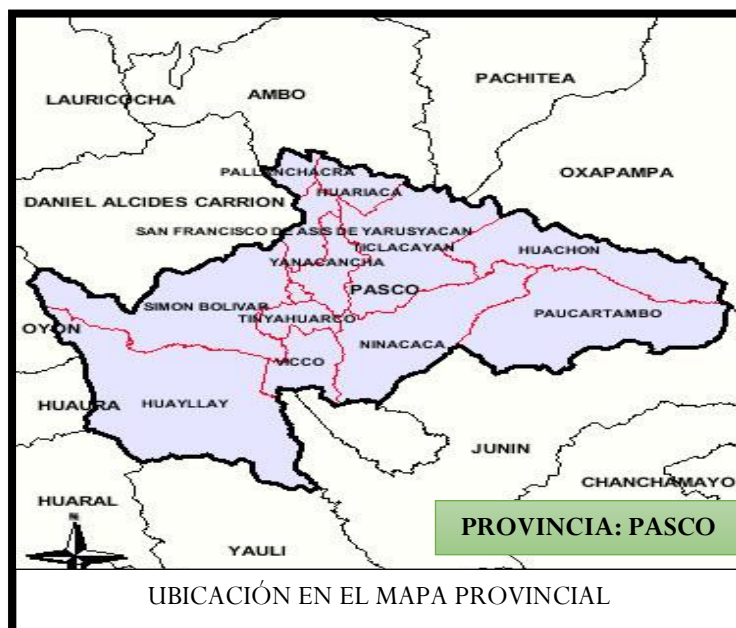 PACHITEA
LAURICOCHA
AMBO
PALLANCHACRA
OXAPAMPA
HUARIACA
DANIEL ALCIDES CARRION
SAN FRANCISCO DE ASIS DE YARUSYACAN
TICLACAYAN
HUACHON
YANACANCHA
PASCO
SIMON BOLIVAR
PAUCARTAMBO
TINYAHUARCO
OYON
NINACACA
VICCO
HUAURA
HUAYLLAY
JUNIN
CHANCHAMAYO
HUARAL
N
PROVINCIA: PASCO
YAULI
UBICACIÓN EN EL MAPA PROVINCIAL